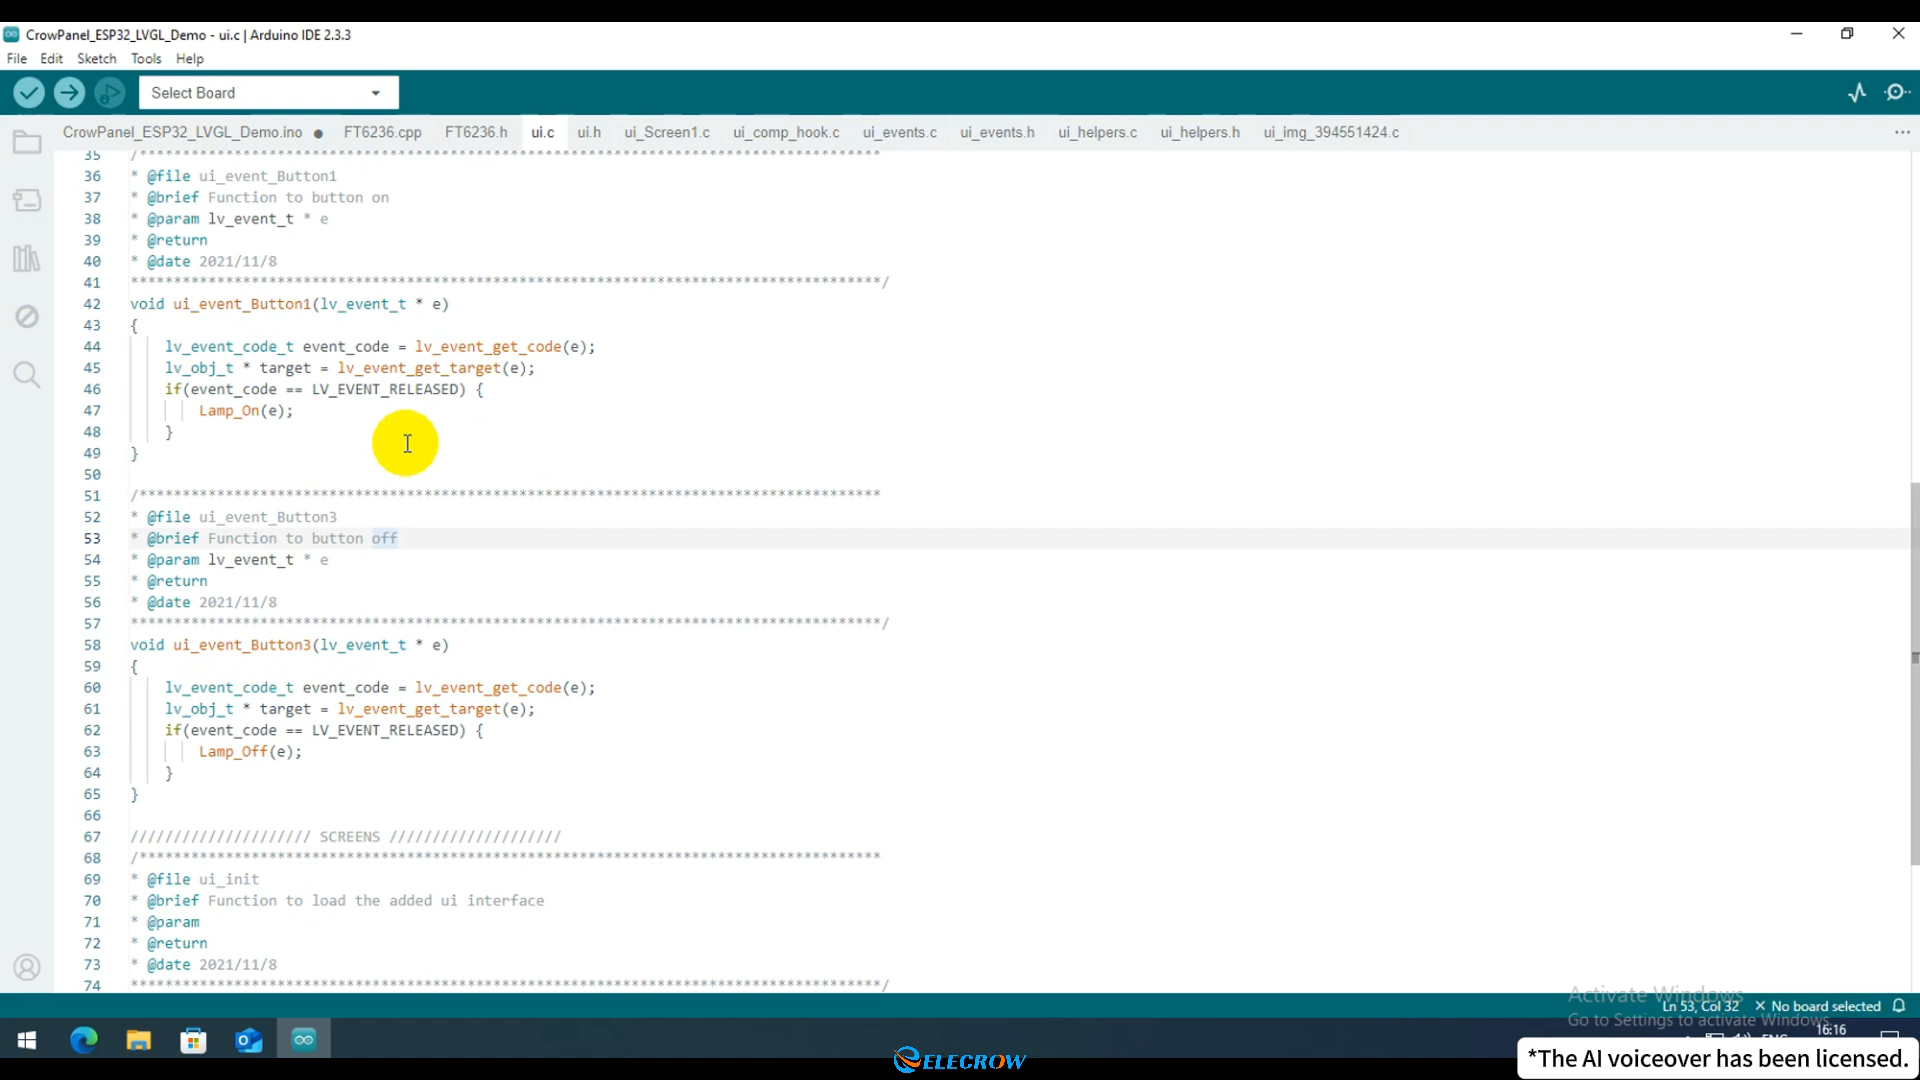 CrowPanel_ESP32_LVGL_Demo - ui.c | Arduino IDE 2.3.3
File Edit Sketch Tools Help
Select Board
CrowPanel_ESP32_LVGL_Demo.ino FT6236.cpp FT6236.h ui.c ui.h ui_Screen1.c ui_comp_hook.c ui_events.c ui_events.h ui_helpers.c ui_helpers.h ui_img_394551424.c
35 /**************************************************************************************
36 * @file ui_event_Button1
37 * @brief Function to button on
38 * @param lv_event_t * e
39 * @return
40 * @date 2021/11/8
41 ***************************************************************************************/
42 void ui_event_Button1(lv_event_t * e)
43 {
44 lv_event_code_t event_code = lv_event_get_code(e);
45 lv_obj_t * target = lv_event_get_target(e);
46 if(event_code == LV_EVENT_RELEASED) {
47 Lamp_On(e);
48 }
49 }
50
51 /**************************************************************************************
52 * @file ui_event_Button3
53 * @brief Function to button off
54 * @param lv_event_t * e
55 * @return
56 * @date 2021/11/8
57 ***************************************************************************************/
58 void ui_event_Button3(lv_event_t * e)
59 {
60 lv_event_code_t event_code = lv_event_get_code(e);
61 lv_obj_t * target = lv_event_get_target(e);
62 if(event_code == LV_EVENT_RELEASED) {
63 Lamp_Off(e);
64 }
65 }
66
67 ///////////////////// SCREENS ////////////////////
68 /**************************************************************************************
69 * @file ui_init
70 * @brief Function to load the added ui interface
71 * @param
72 * @return
73 * @date 2021/11/8
74 ***************************************************************************************/
Activate Windows
Ln 53, Col 32 × No board selected
Go to Settings to activate Windows.
16:16
ELECROW
*The AI voiceover has been licensed.